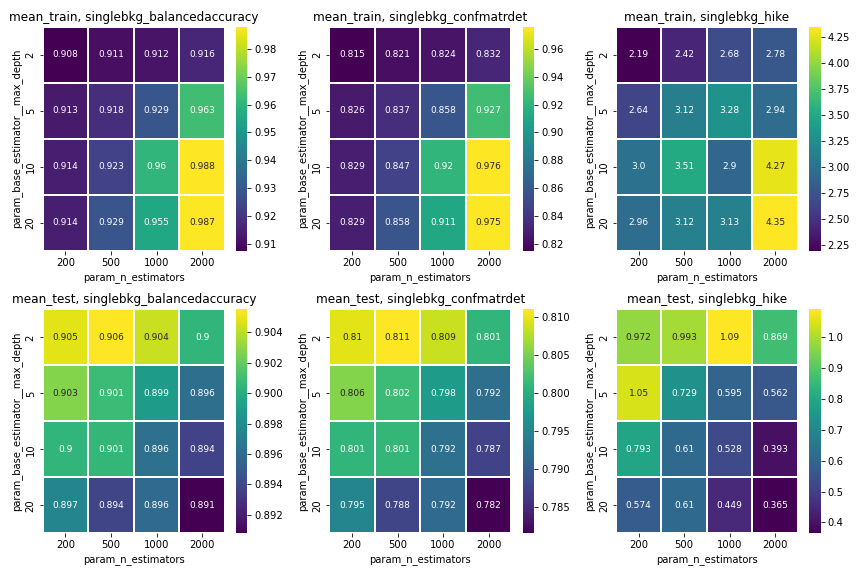 mean_train, singlebkg_balancedaccuracy
param_base_estimator__max_depth
2
5
10
20
0.908 0.911 0.912 0.916
0.913 0.918 0.929 0.963
0.914 0.923 0.96 0.988
0.914 0.929 0.955 0.987
200 500 1000 2000
param_n_estimators
0.98
0.97
0.96
0.95
0.94
0.93
0.92
0.91
mean_train, singlebkg_confmatrdet
param_base_estimator__max_depth
2
5
10
20
0.815 0.821 0.824 0.832
0.826 0.837 0.858 0.927
0.829 0.847 0.92 0.976
0.829 0.858 0.911 0.975
200 500 1000 2000
param_n_estimators
0.96
0.94
0.92
0.90
0.88
0.86
0.84
0.82
mean_train, singlebkg_hike
param_base_estimator__max_depth
2
5
10
20
2.19 2.42 2.68 2.78
2.64 3.12 3.28 2.94
3.0 3.51 2.9 4.27
2.96 3.12 3.13 4.35
200 500 1000 2000
param_n_estimators
4.25
4.00
3.75
3.50
3.25
3.00
2.75
2.50
2.25
mean_test, singlebkg_balancedaccuracy
param_base_estimator__max_depth
2
5
10
20
0.905 0.906 0.904 0.9
0.903 0.901 0.899 0.896
0.9 0.901 0.896 0.894
0.897 0.894 0.896 0.891
200 500 1000 2000
param_n_estimators
0.904
0.902
0.900
0.898
0.896
0.894
0.892
mean_test, singlebkg_confmatrdet
param_base_estimator__max_depth
2
5
10
20
0.81 0.811 0.809 0.801
0.806 0.802 0.798 0.792
0.801 0.801 0.792 0.787
0.795 0.788 0.792 0.782
200 500 1000 2000
param_n_estimators
0.810
0.805
0.800
0.795
0.790
0.785
mean_test, singlebkg_hike
param_base_estimator__max_depth
2
5
10
20
0.972 0.993 1.09 0.869
1.05 0.729 0.595 0.562
0.793 0.61 0.528 0.393
0.574 0.61 0.449 0.365
200 500 1000 2000
param_n_estimators
1.0
0.9
0.8
0.7
0.6
0.5
0.4